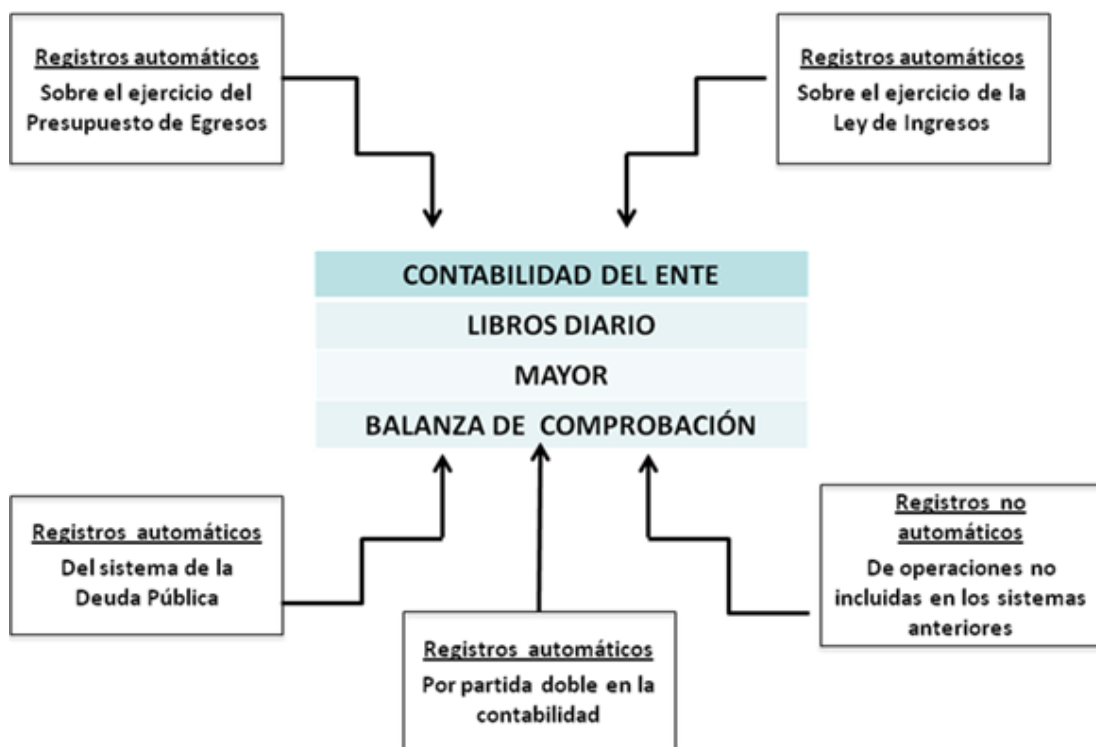 Registros automáticos
Sobre el ejercicio del
Presupuesto de Egresos
Registros automáticos
Sobre el ejercicio de la
Ley de Ingresos
CONTABILIDAD DEL ENTE
LIBROS DIARIO
MAYOR
BALANZA DE COMPROBACIÓN
Registros automáticos
Del sistema de la
Deuda Pública
Registros automáticos
Por partida doble en la
contabilidad
Registros no
automáticos
De operaciones no
incluidas en los sistemas
anteriores